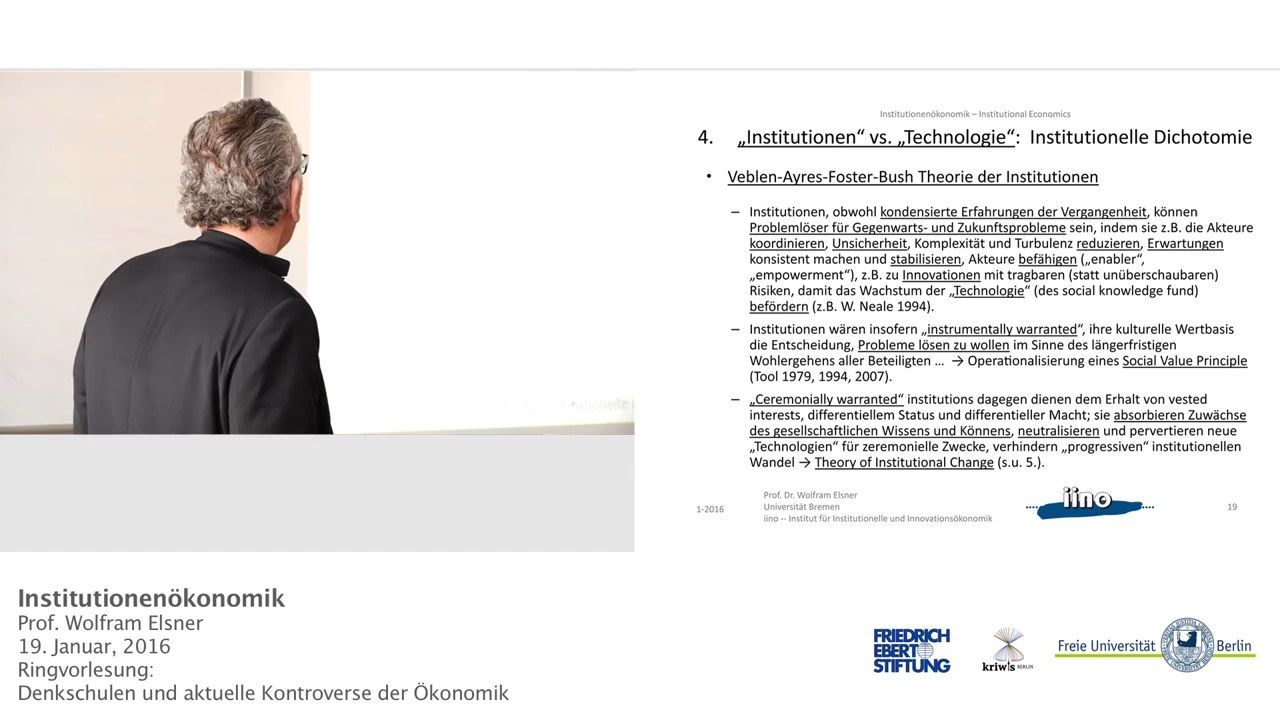 Institutionenökonomik – Institutional Economics
4. „Institutionen“ vs. „Technologie“: Institutionelle Dichotomie
• Veblen-Ayres-Foster-Bush Theorie der Institutionen
– Institutionen, obwohl kondensierte Erfahrungen der Vergangenheit, können
Problemlöser für Gegenwarts- und Zukunftsprobleme sein, indem sie z.B. die Akteure
koordinieren, Unsicherheit, Komplexität und Turbulenz reduzieren, Erwartungen
konsistent machen und stabilisieren, Akteure befähigen („enabler“,
„empowerment“), z.B. zu Innovationen mit tragbaren (statt unüberschaubaren)
Risiken, damit das Wachstum der „Technologie“ (des social knowledge fund)
befördern (z.B. W. Neale 1994).
– Institutionen wären insofern „instrumentally warranted“, ihre kulturelle Wertbasis
die Entscheidung, Probleme lösen zu wollen im Sinne des längerfristigen
Wohlergehens aller Beteiligten … → Operationalisierung eines Social Value Principle
(Tool 1979, 1994, 2007).
– „Ceremonially warranted“ institutions dagegen dienen dem Erhalt von vested
interests, differentiellem Status und differentieller Macht; sie absorbieren Zuwächse
des gesellschaftlichen Wissens und Könnens, neutralisieren und pervertieren neue
„Technologien“ für zeremonielle Zwecke, verhindern „progressiven“ institutionellen
Wandel → Theory of Institutional Change (s.u. 5.).
1-2016
Prof. Dr. Wolfram Elsner
Universität Bremen
iino -- Institut für Institutionelle und Innovationsökonomik
iino
19
Institutionenökonomik
Prof. Wolfram Elsner
19. Januar, 2016
Ringvorlesung:
Denkschulen und aktuelle Kontroverse der Ökonomik
FRIEDRICH
EBERT
STIFTUNG
kriwis BERLIN
Freie Universität Berlin